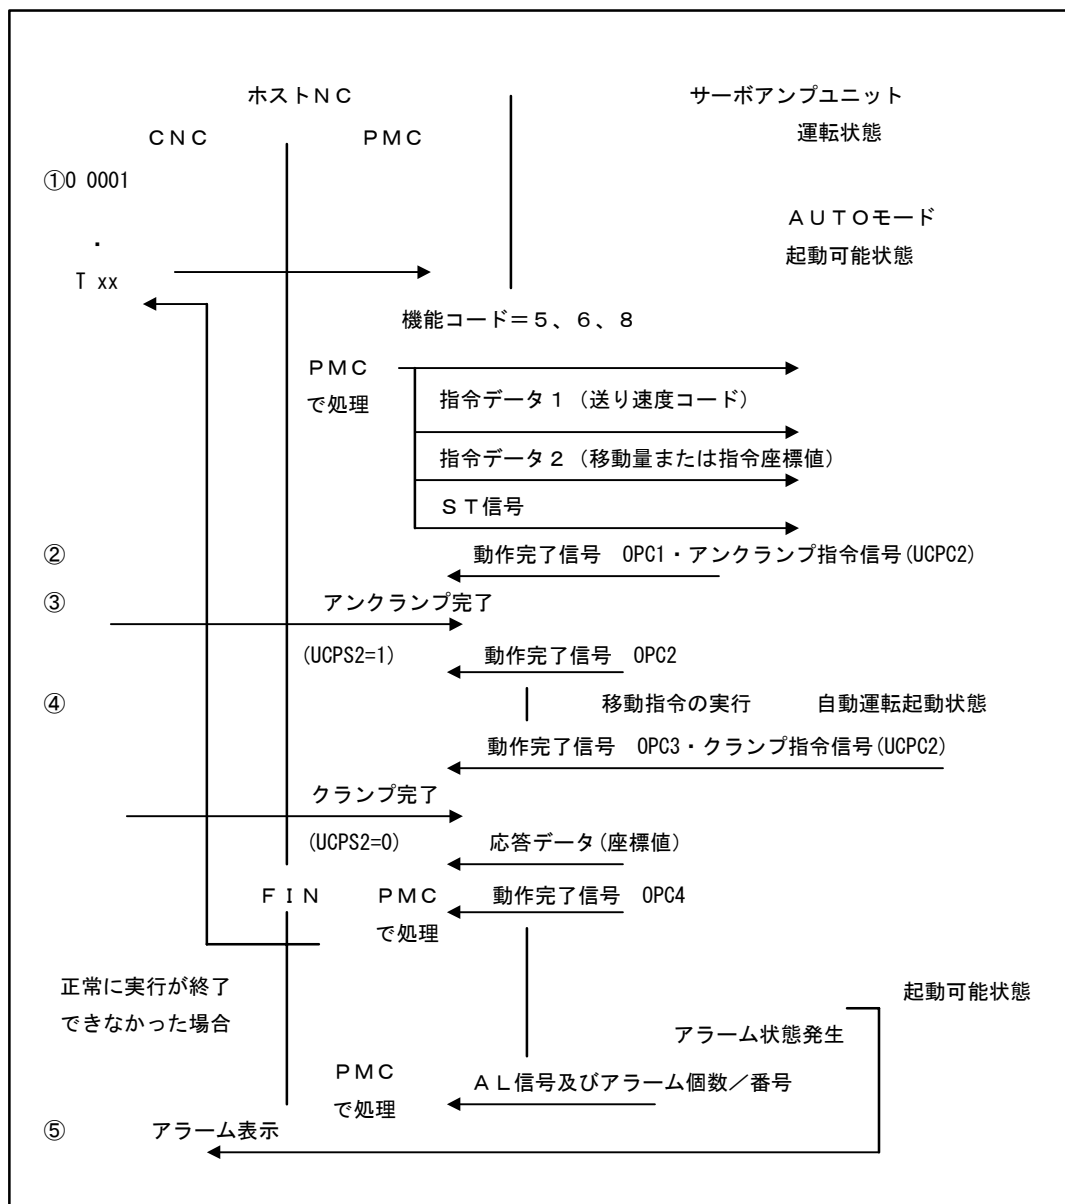 ホストＮＣ サーボアンプユニット
ＣＮＣ ＰＭＣ 運転状態
①O 0001
ＡＵＴＯモード
・
起動可能状態
T xx
機能コード＝５、６、８
ＰＭＣ
で処理
指令データ１（送り速度コード）
指令データ２（移動量または指令座標値）
ＳＴ信号
② 動作完了信号 OPC1・アンクランプ指令信号(UCPC2)
③ アンクランプ完了
(UCPS2=1) 動作完了信号 OPC2
④ 移動指令の実行 自動運転起動状態
動作完了信号 OPC3・クランプ指令信号(UCPC2)
クランプ完了
(UCPS2=0) 応答データ(座標値)
ＦＩＮ ＰＭＣ 動作完了信号 OPC4
で処理
正常に実行が終了 起動可能状態
できなかった場合
アラーム状態発生
ＰＭＣ ＡＬ信号及びアラーム個数／番号
で処理
⑤ アラーム表示